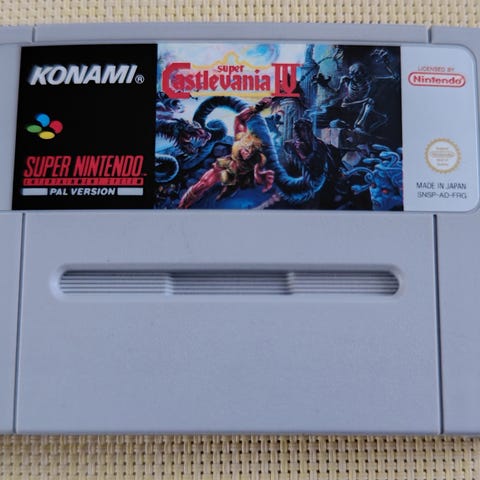 KONAMI®
SUPER NINTENDO
ENTERTAINMENT SYSTEM
PAL VERSION
super
Castlevania IV
LICENSED BY
Nintendo
MADE IN JAPAN
SNSP-AD-FRG